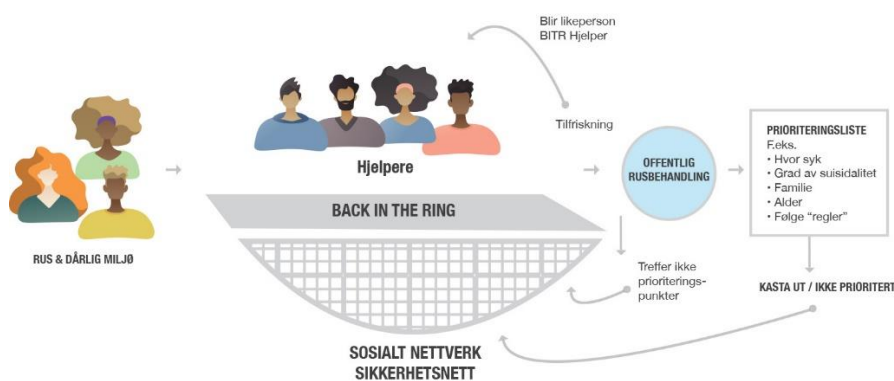 Blir likeperson
BITR Hjelper
Tilfriskning
Hjelpere
BACK IN THE RING
RUS & DÅRLIG MILJØ
OFFENTLIG
RUSBEHANDLING
PRIORITERINGSLISTE
F.eks.
• Hvor syk
• Grad av suisidalitet
• Familie
• Alder
• Følge “regler”
Treffer ikke
prioriterings-
punkter
KASTA UT / IKKE PRIORITERT
SOSIALT NETTVERK
SIKKERHETSNETT